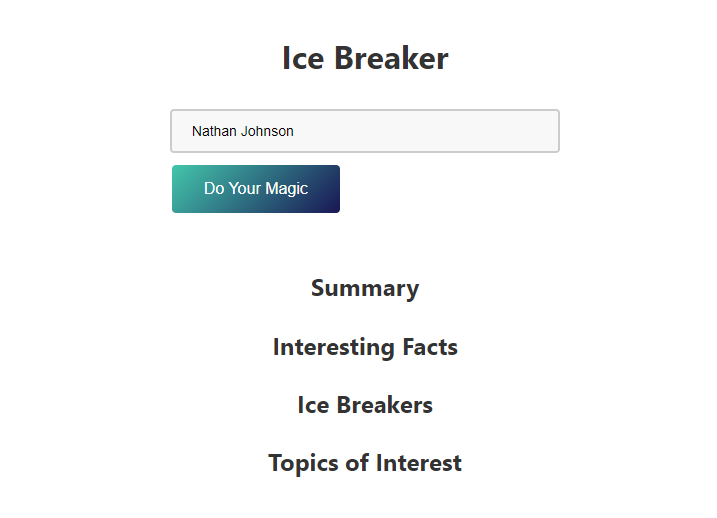 Ice Breaker
Nathan Johnson
Do Your Magic
Summary
Interesting Facts
Ice Breakers
Topics of Interest